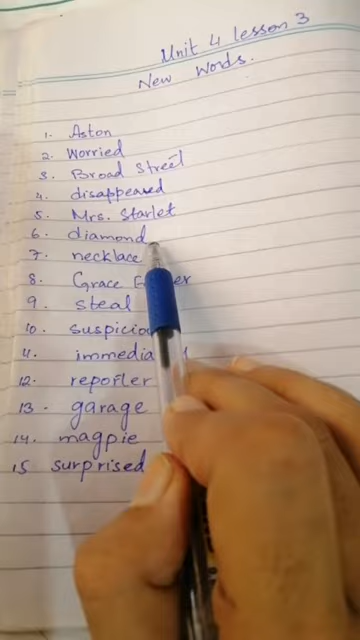 Unit 4 lesson 3
New Words.
1. Aston
2. Worried
3. Broad Street
4. disappeared
5. Mrs. Starlet
6. diamond
7. necklace
8. Grace
9. steal
10.
11.
12. reporter
13. garage
14. magpie
15 surprised